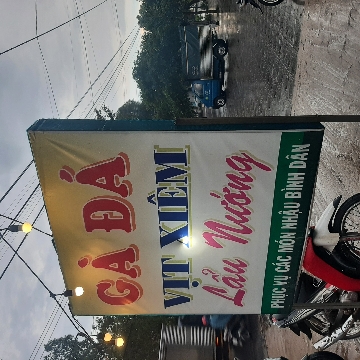 GÀ ĐÁ
VỊT XIÊM
Lẩu Nướng
PHỤC VỤ CÁC MÓN NHẬU BÌNH DÂN